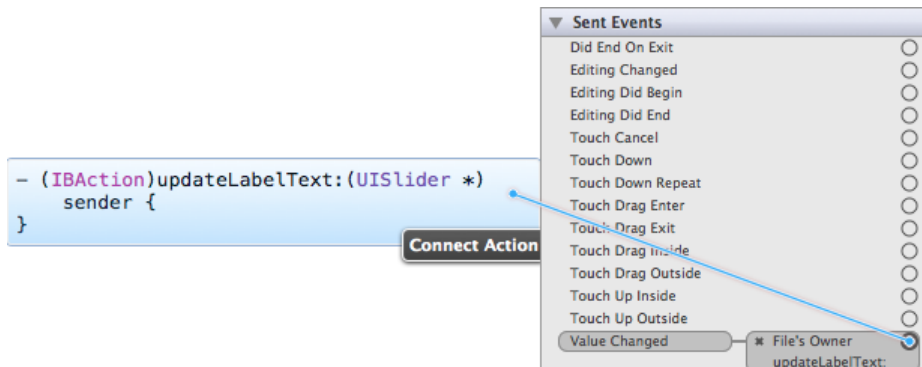 - (IBAction)updateLabelText:(UISlider *)
sender {
}
Connect Action
Sent Events
Did End On Exit
Editing Changed
Editing Did Begin
Editing Did End
Touch Cancel
Touch Down
Touch Down Repeat
Touch Drag Enter
Touch Drag Exit
Touch Drag Inside
Touch Drag Outside
Touch Up Inside
Touch Up Outside
Value Changed
✖ File's Owner
updateLabelText: